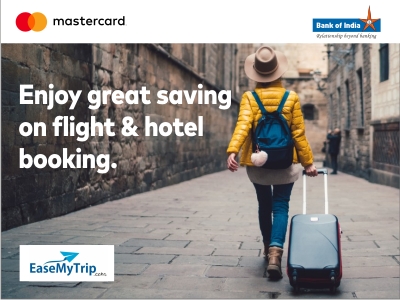 mastercard
Bank of India
Relationship beyond banking
Enjoy great saving
on flight & hotel
booking.
EaseMyTrip.com